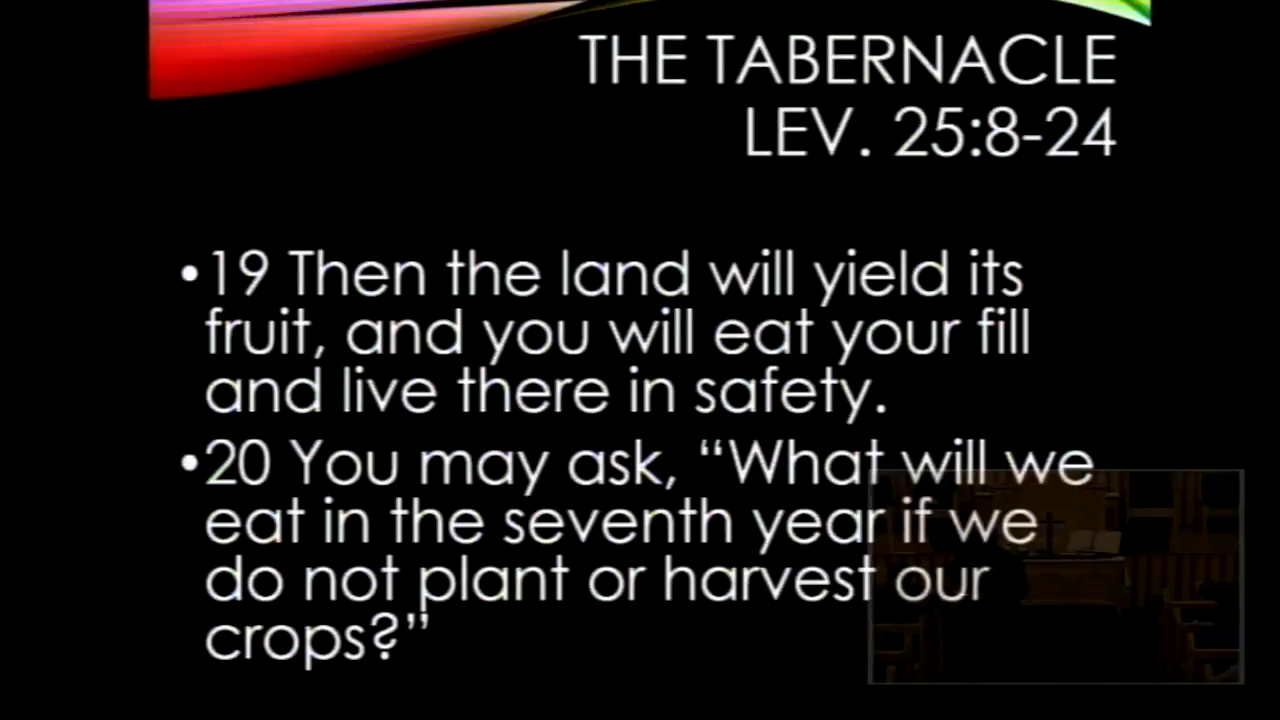 THE TABERNACLE
LEV. 25:8-24
•19 Then the land will yield its
fruit, and you will eat your fill
and live there in safety.
•20 You may ask, “What will we
eat in the seventh year if we
do not plant or harvest our
crops?”